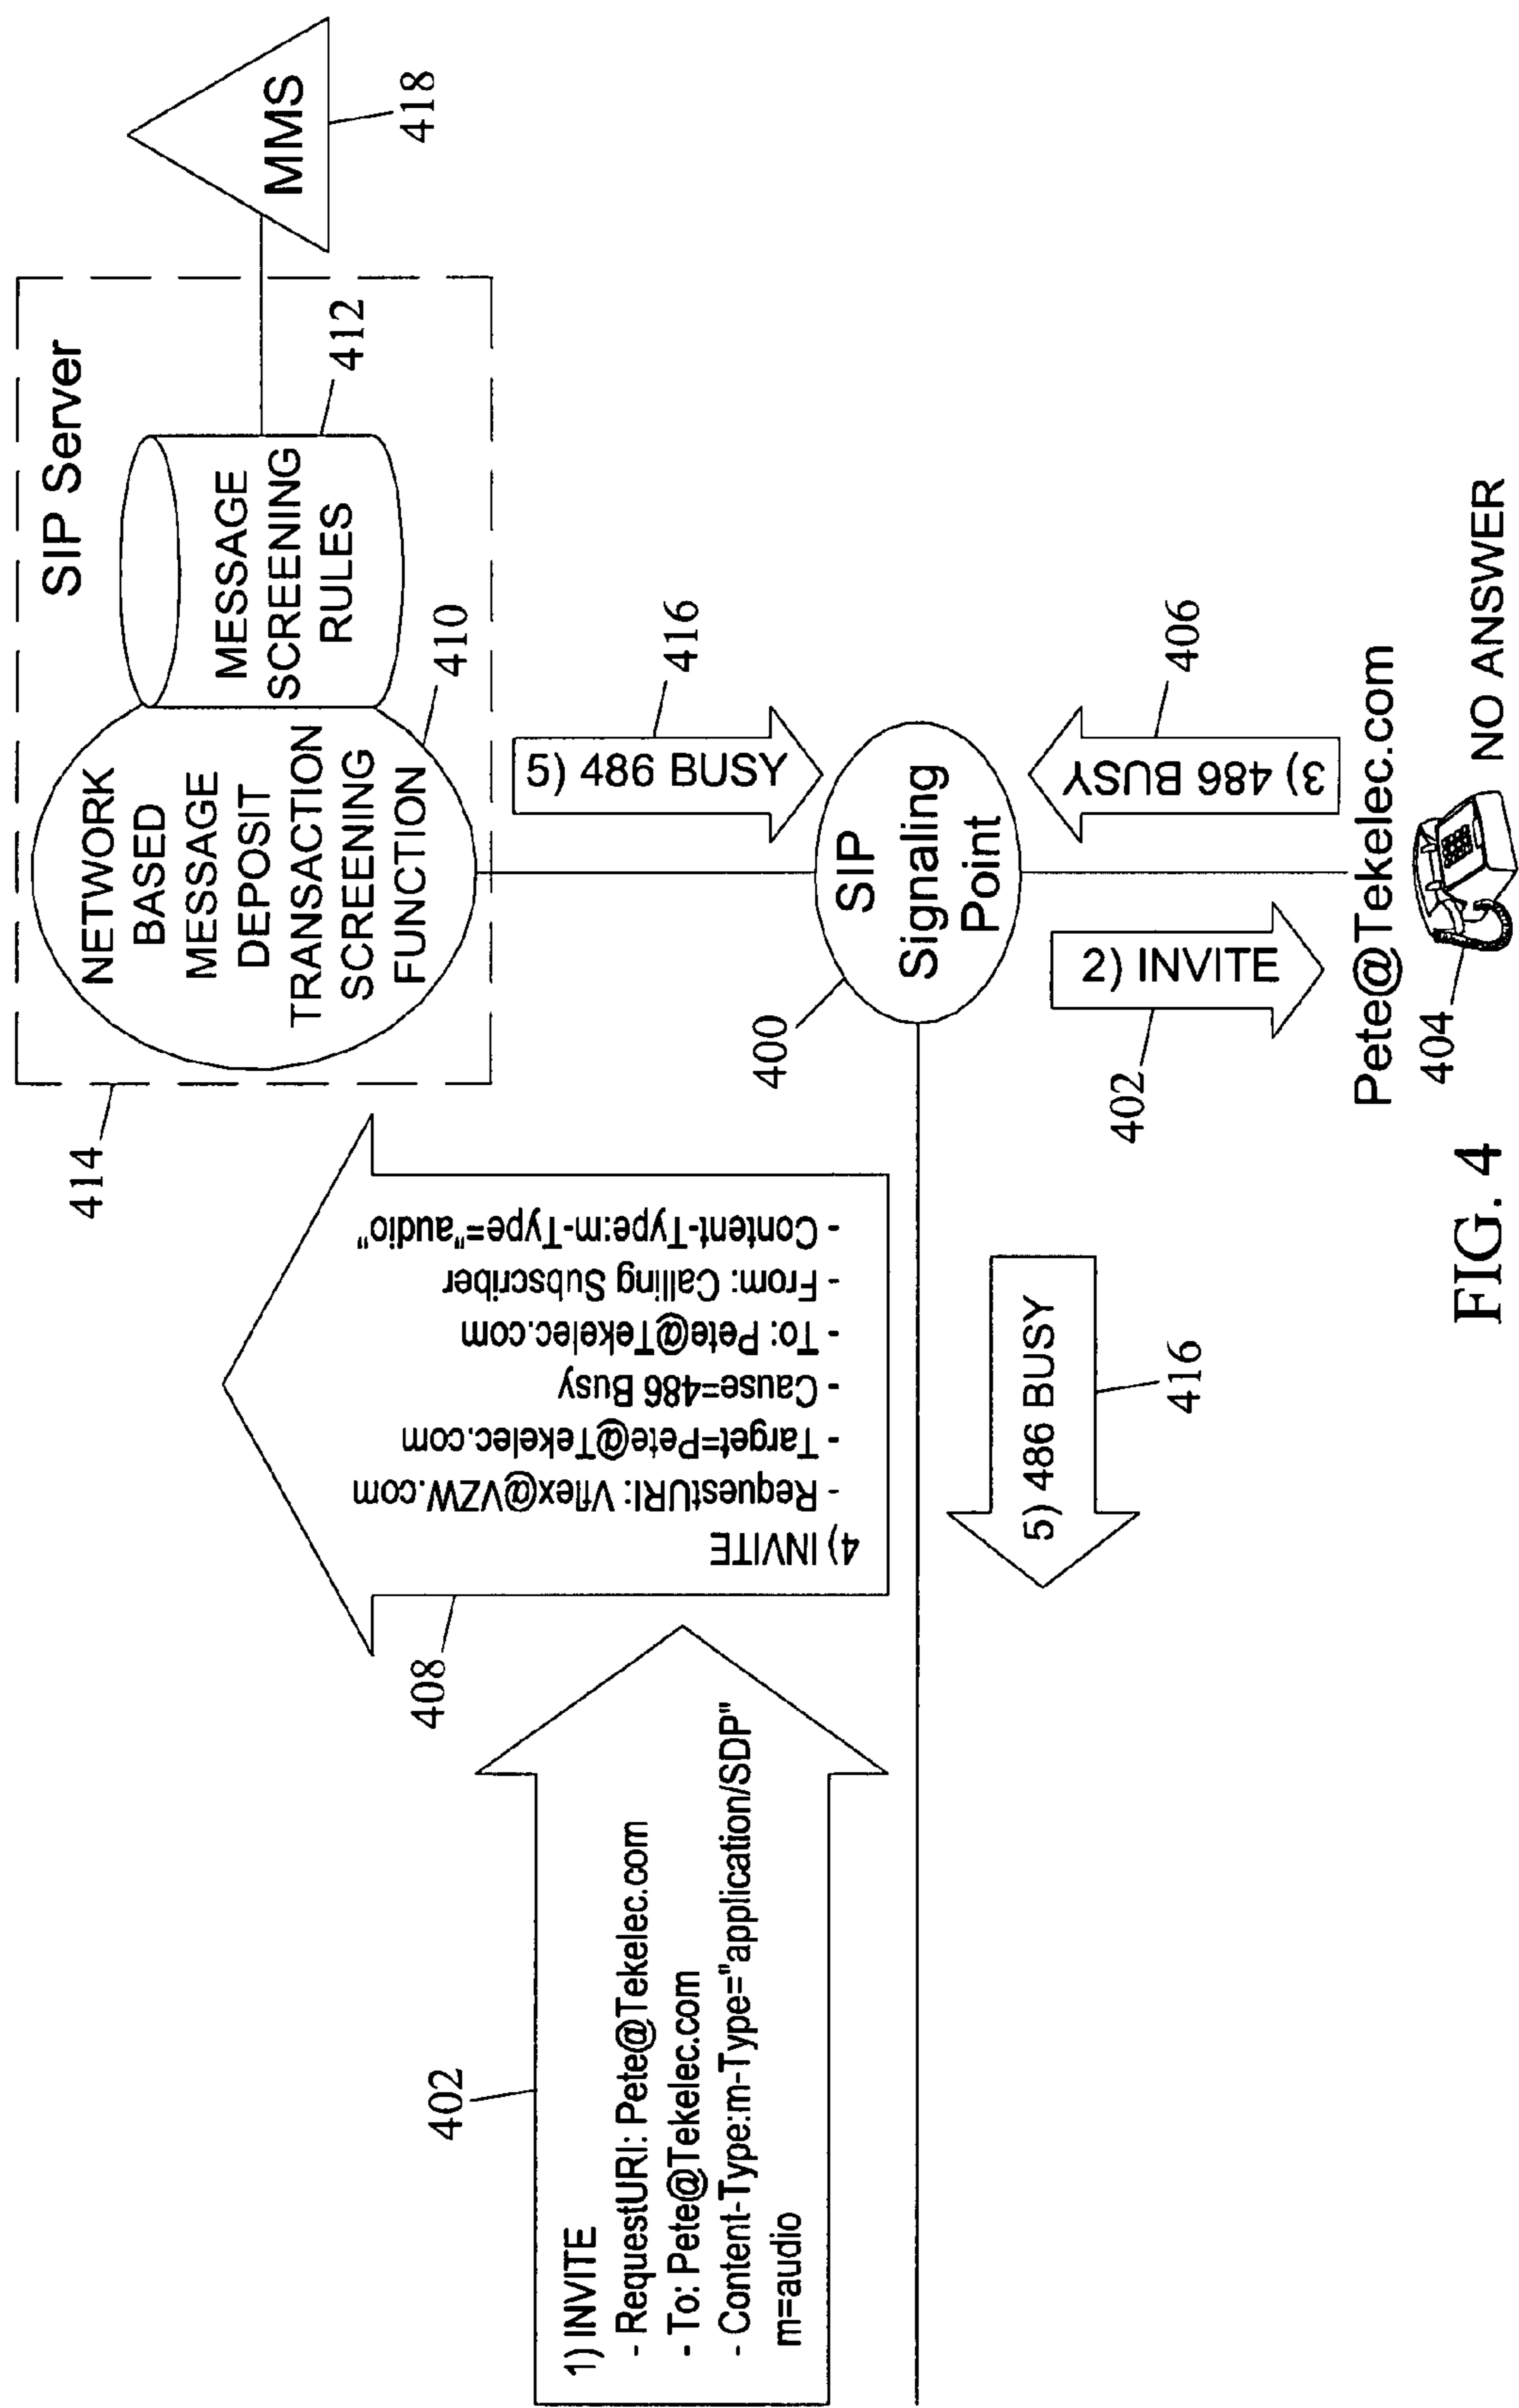 SIP Server
NETWORK
BASED
MESSAGE
DEPOSIT
TRANSACTION
SCREENING
FUNCTION
MESSAGE
SCREENING
RULES
MMS
414
410
412
418
402
1) INVITE
- RequestURI: Pete@Tekelec.com
- To: Pete@Tekelec.com
- Content-Type:m-Type="application/SDP"
m=audio
408
4) INVITE
- RequestURI: Vflex@VZW.com
- Target=Pete@Tekelec.com
- Cause=486 Busy
- To: Pete@Tekelec.com
- From: Calling Subscriber
- Content-Type:m-Type="audio"
5) 486 BUSY
416
400
SIP
Signaling
Point
5) 486 BUSY
416
402
2) INVITE
3) 486 BUSY
406
Pete@Tekelec.com
404
NO ANSWER
FIG. 4